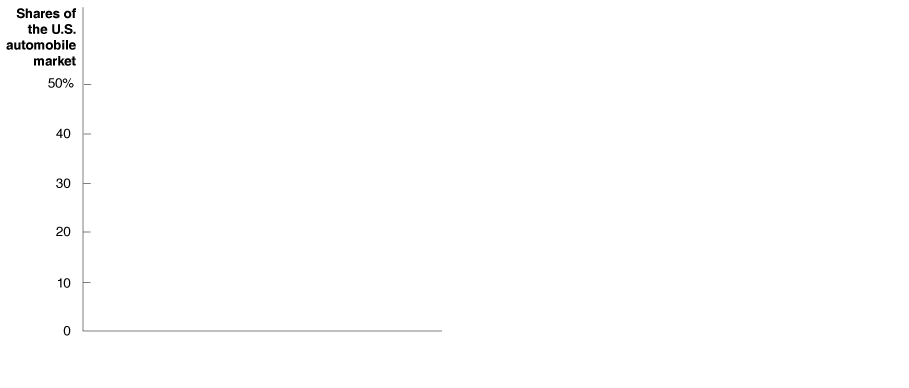 Shares of
the U.S.
automobile
market
50%
40
30
20
10
0